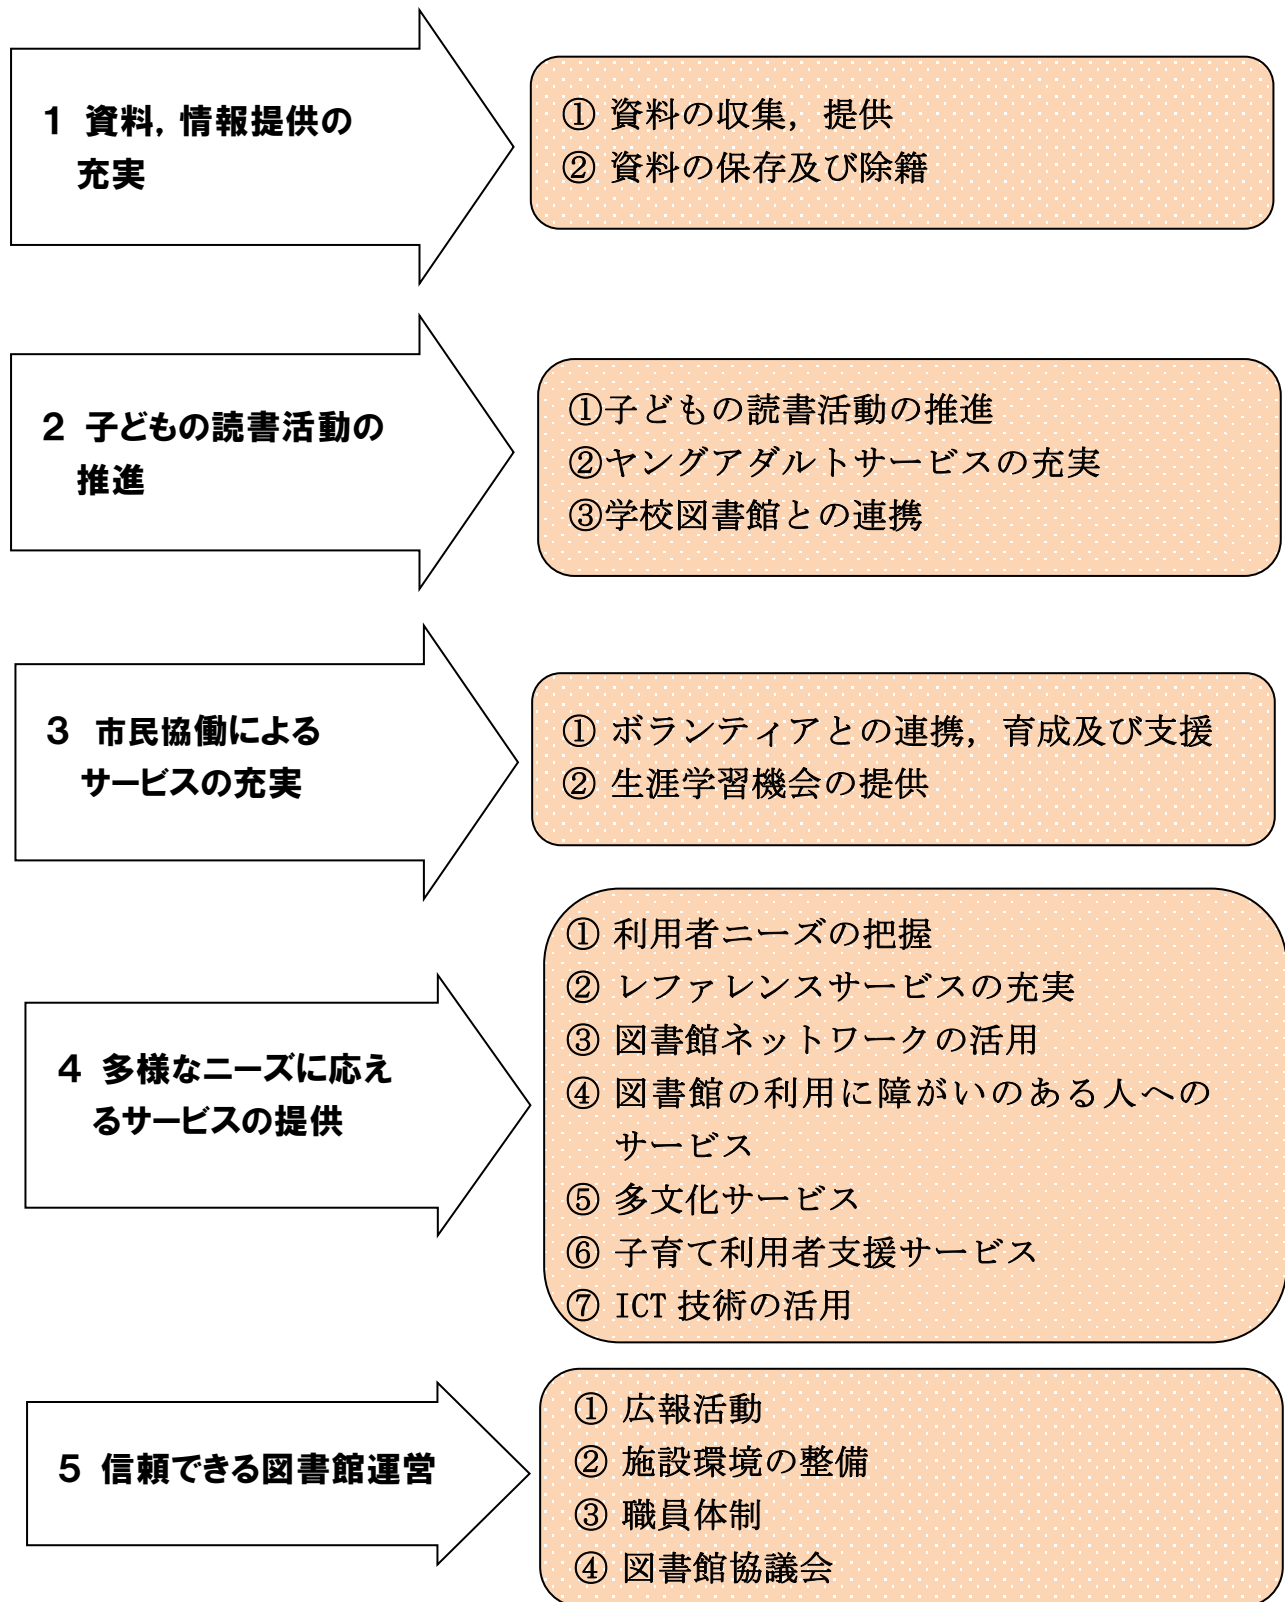 1 資料，情報提供の
充実
① 資料の収集，提供
② 資料の保存及び除籍
2 子どもの読書活動の
推進
①子どもの読書活動の推進
②ヤングアダルトサービスの充実
③学校図書館との連携
3 市民協働による
サービスの充実
① ボランティアとの連携，育成及び支援
② 生涯学習機会の提供
4 多様なニーズに応え
るサービスの提供
① 利用者ニーズの把握
② レファレンスサービスの充実
③ 図書館ネットワークの活用
④ 図書館の利用に障がいのある人への
サービス
⑤ 多文化サービス
⑥ 子育て利用者支援サービス
⑦ ICT 技術の活用
5 信頼できる図書館運営
① 広報活動
② 施設環境の整備
③ 職員体制
④ 図書館協議会